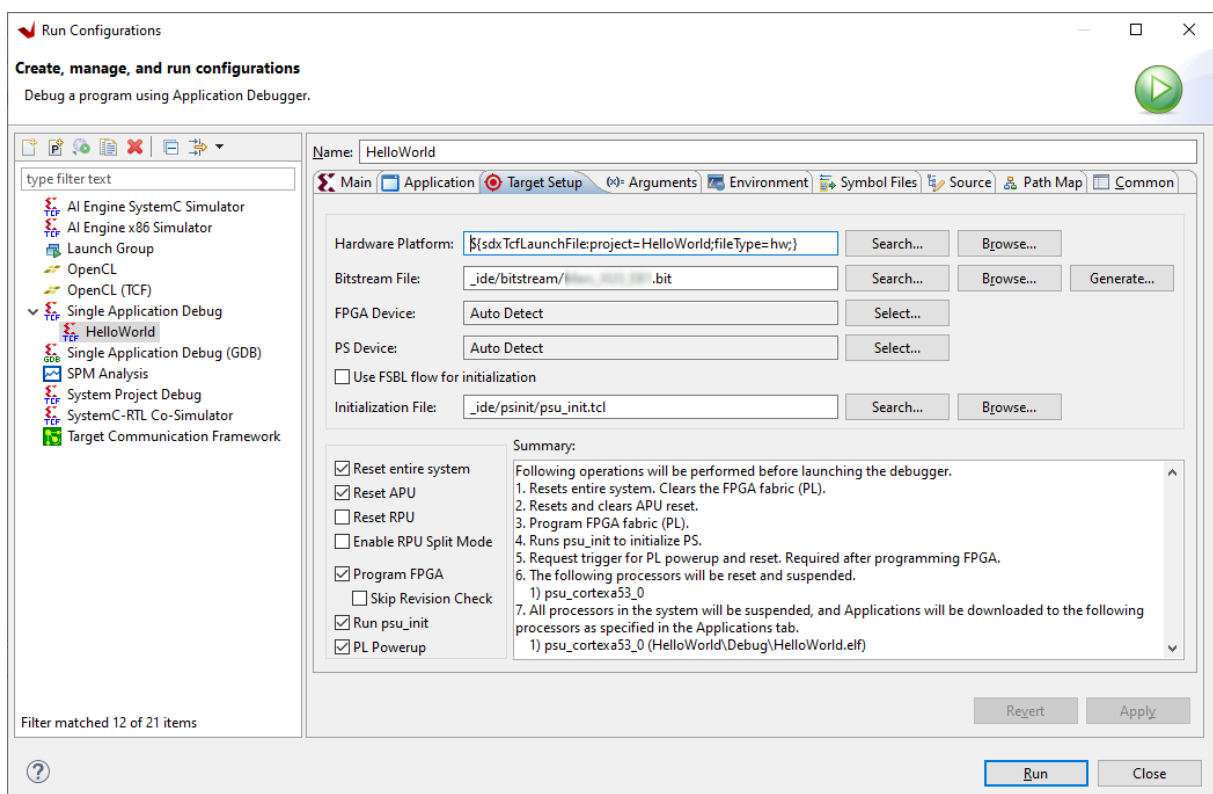 Run Configurations
Create, manage, and run configurations
Debug a program using Application Debugger.
type filter text
AI Engine SystemC Simulator
AI Engine x86 Simulator
Launch Group
OpenCL
OpenCL (TCF)
Single Application Debug
HelloWorld
Single Application Debug (GDB)
SPM Analysis
System Project Debug
SystemC-RTL Co-Simulator
Target Communication Framework
Filter matched 12 of 21 items
Name: HelloWorld
Main Application Target Setup (x)= Arguments Environment Symbol Files Source Path Map Common
Hardware Platform: ${sdxTcfLaunchFile:project=HelloWorld;fileType=hw;} Search... Browse...
Bitstream File: _ide/bitstream/ .bit Search... Browse... Generate...
FPGA Device: Auto Detect Select...
PS Device: Auto Detect Select...
Use FSBL flow for initialization
Initialization File: _ide/psinit/psu_init.tcl Search... Browse...
Reset entire system
Reset APU
Reset RPU
Enable RPU Split Mode
Program FPGA
Skip Revision Check
Run psu_init
PL Powerup
Summary:
Following operations will be performed before launching the debugger.
1. Resets entire system. Clears the FPGA fabric (PL).
2. Resets and clears APU reset.
3. Program FPGA fabric (PL).
4. Runs psu_init to initialize PS.
5. Request trigger for PL powerup and reset. Required after programming FPGA.
6. The following processors will be reset and suspended.
1) psu_cortexa53_0
7. All processors in the system will be suspended, and Applications will be downloaded to the following
processors as specified in the Applications tab.
1) psu_cortexa53_0 (HelloWorld\Debug\HelloWorld.elf)
Revert Apply
Run Close